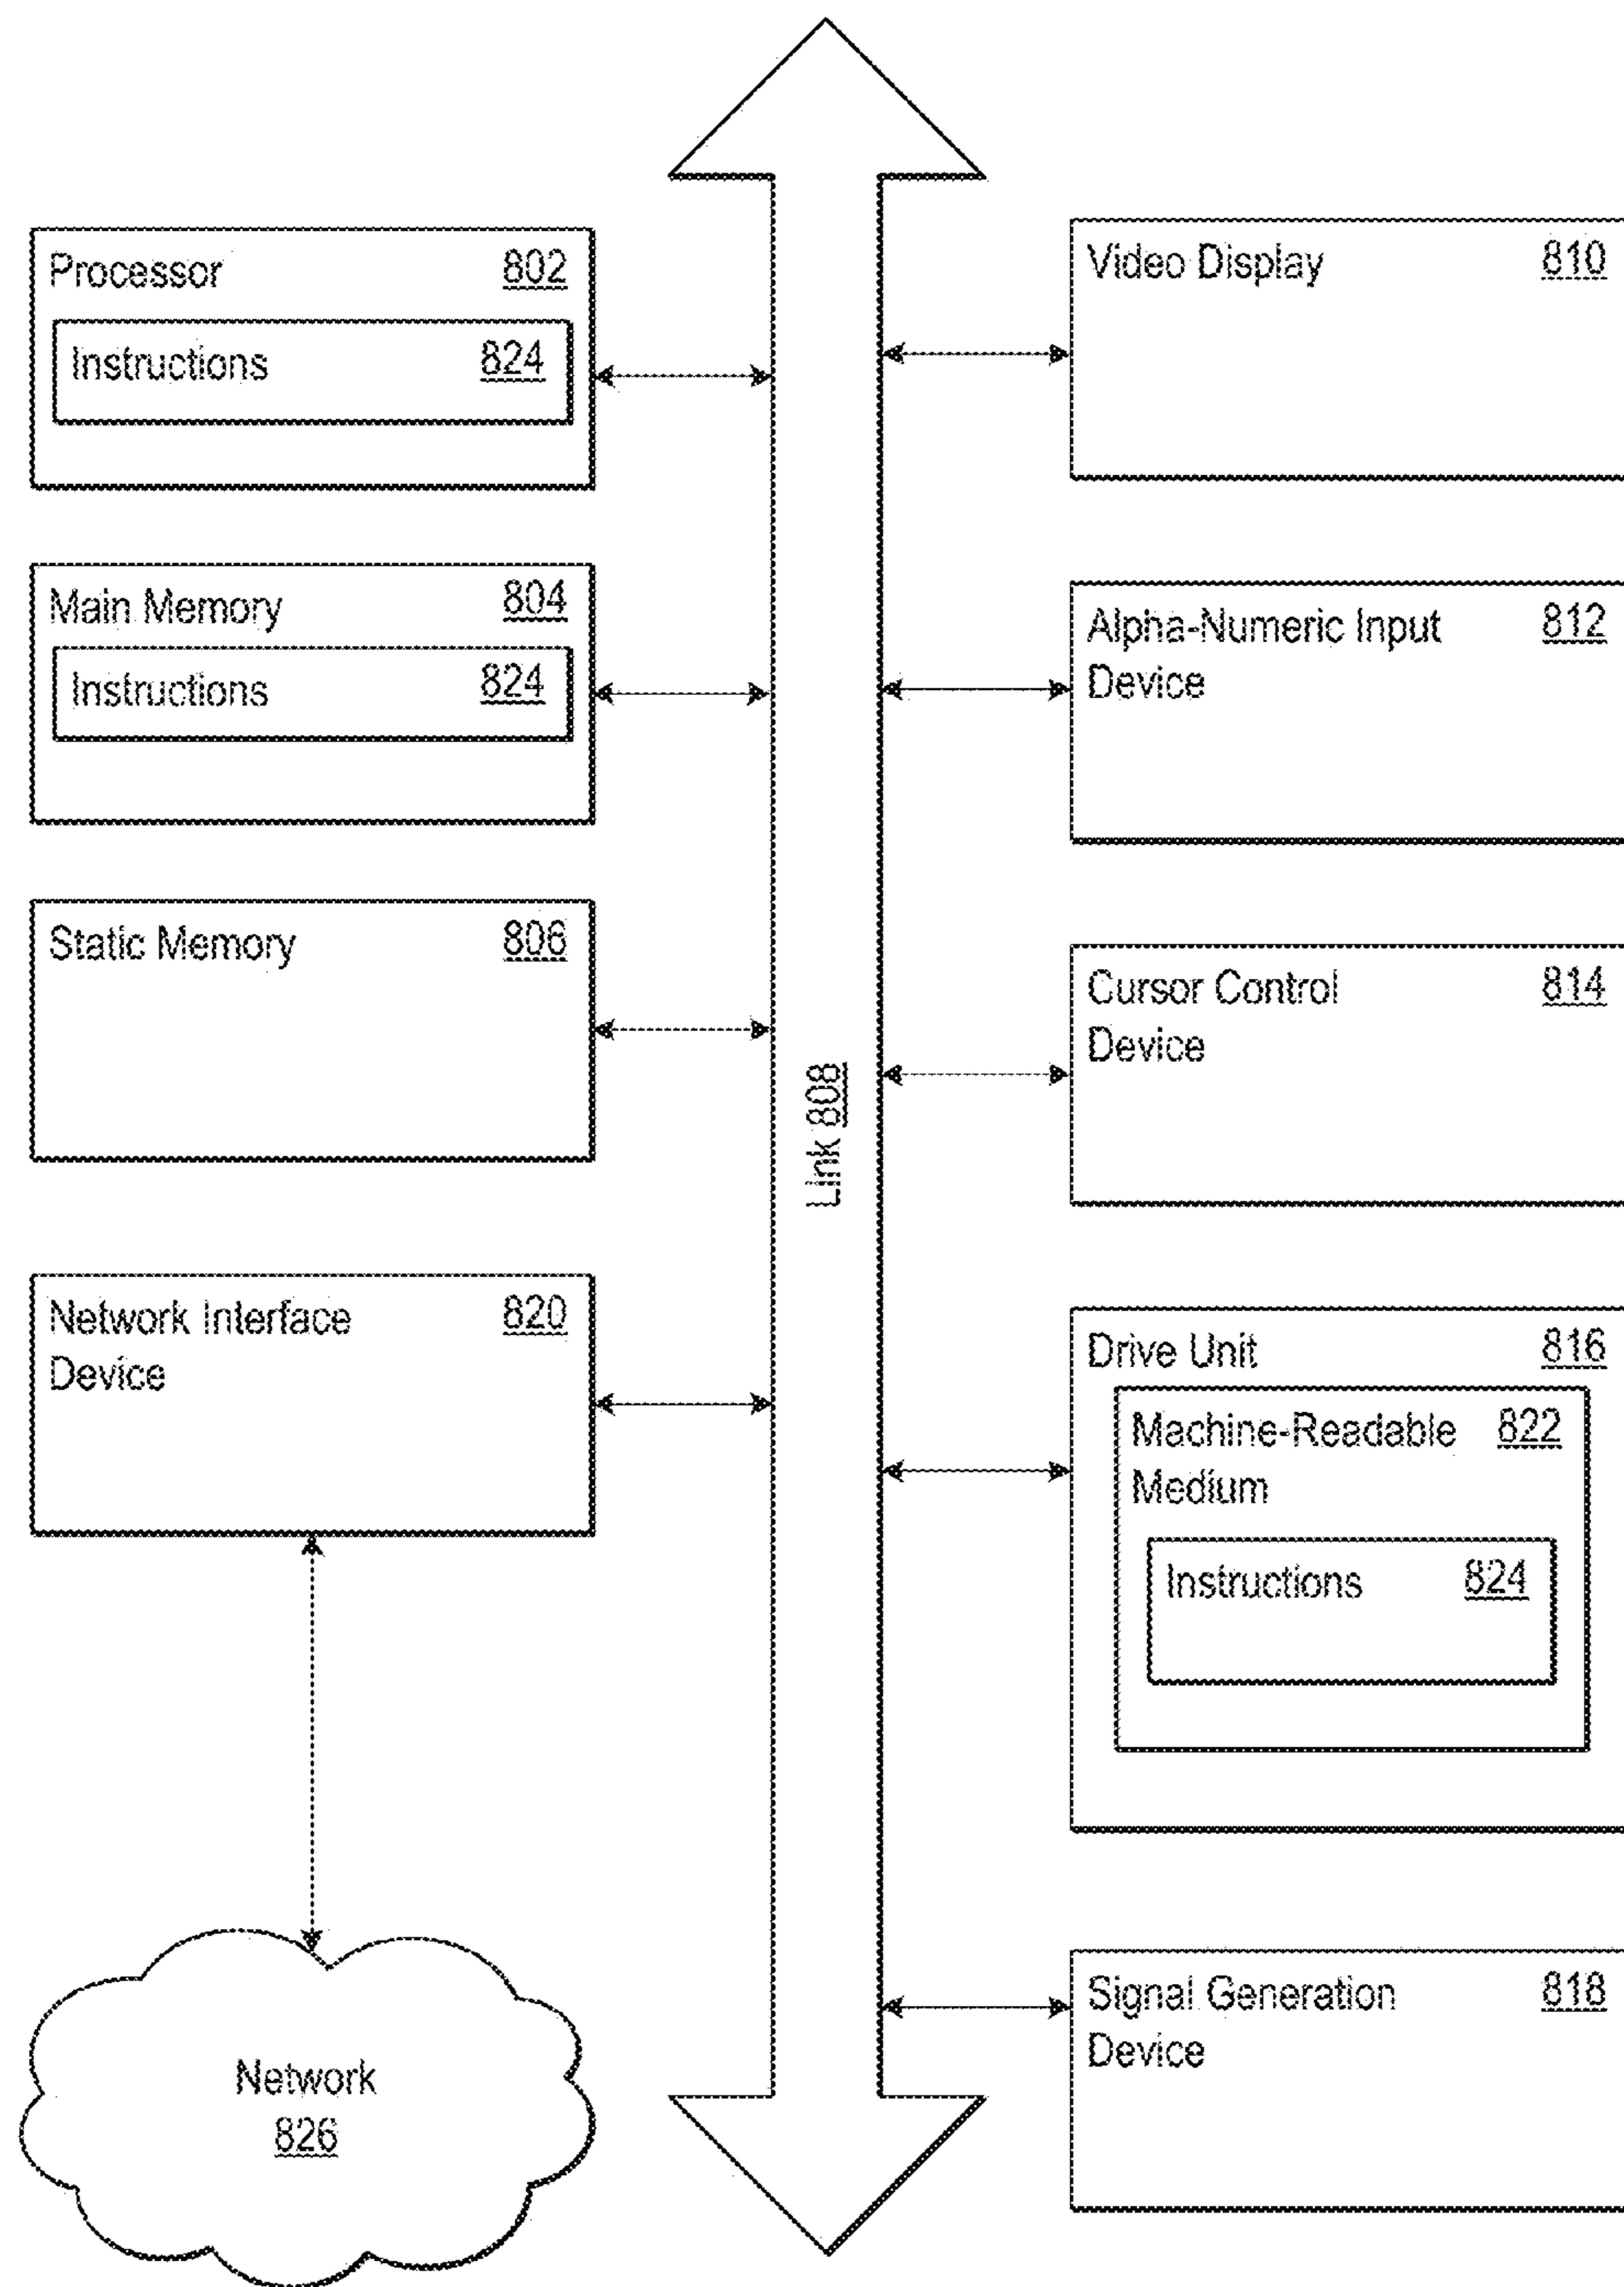 Processor 802
Instructions 824
Main Memory 804
Instructions 824
Static Memory 806
Network Interface 820
Device
Network
826
Link 808
Video Display 810
Alpha-Numeric Input 812
Device
Cursor Control 814
Device
Drive Unit 816
Machine-Readable 822
Medium
Instructions 824
Signal Generation 818
Device